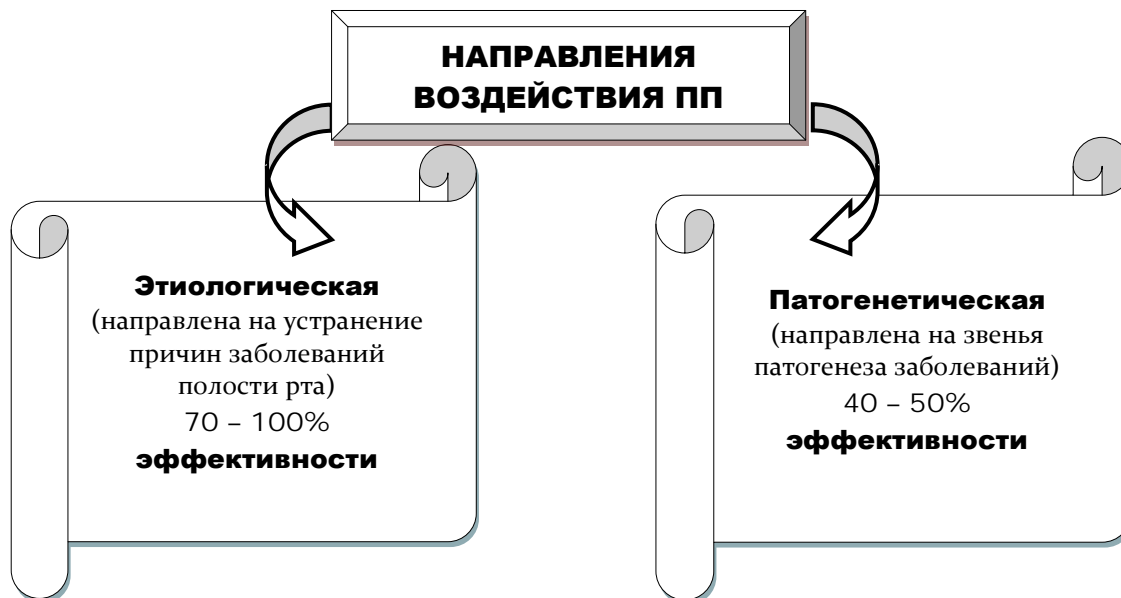 НАПРАВЛЕНИЯ
ВОЗДЕЙСТВИЯ ПП
Этиологическая
(направлена на устранение
причин заболеваний
полости рта)
70 – 100%
эффективности
Патогенетическая
(направлена на звенья
патогенеза заболеваний)
40 – 50%
эффективности